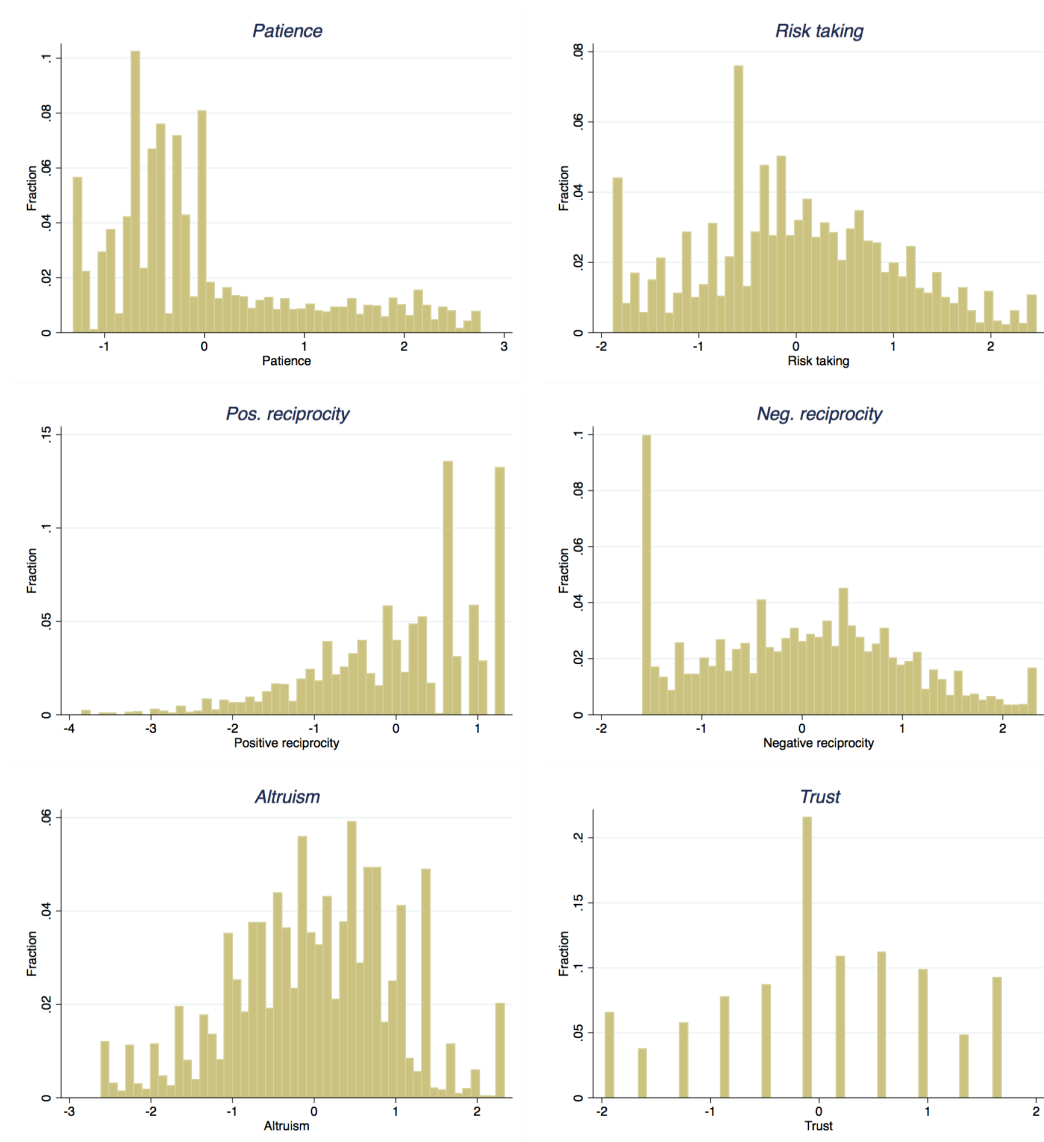 Patience
Fraction
0 .02 .04 .06 .08 .1
-1 0 1 2 3
Patience
Risk taking
Fraction
0 .02 .04 .06 .08
-2 -1 0 1 2
Risk taking
Pos. reciprocity
Fraction
0 .05 .1 .15
-4 -3 -2 -1 0 1
Positive reciprocity
Neg. reciprocity
Fraction
0 .02 .04 .06 .08 .1
-2 -1 0 1 2
Negative reciprocity
Altruism
Fraction
0 .02 .04 .06
-3 -2 -1 0 1 2
Altruism
Trust
Fraction
0 .05 .1 .15 .2
-2 -1 0 1 2
Trust